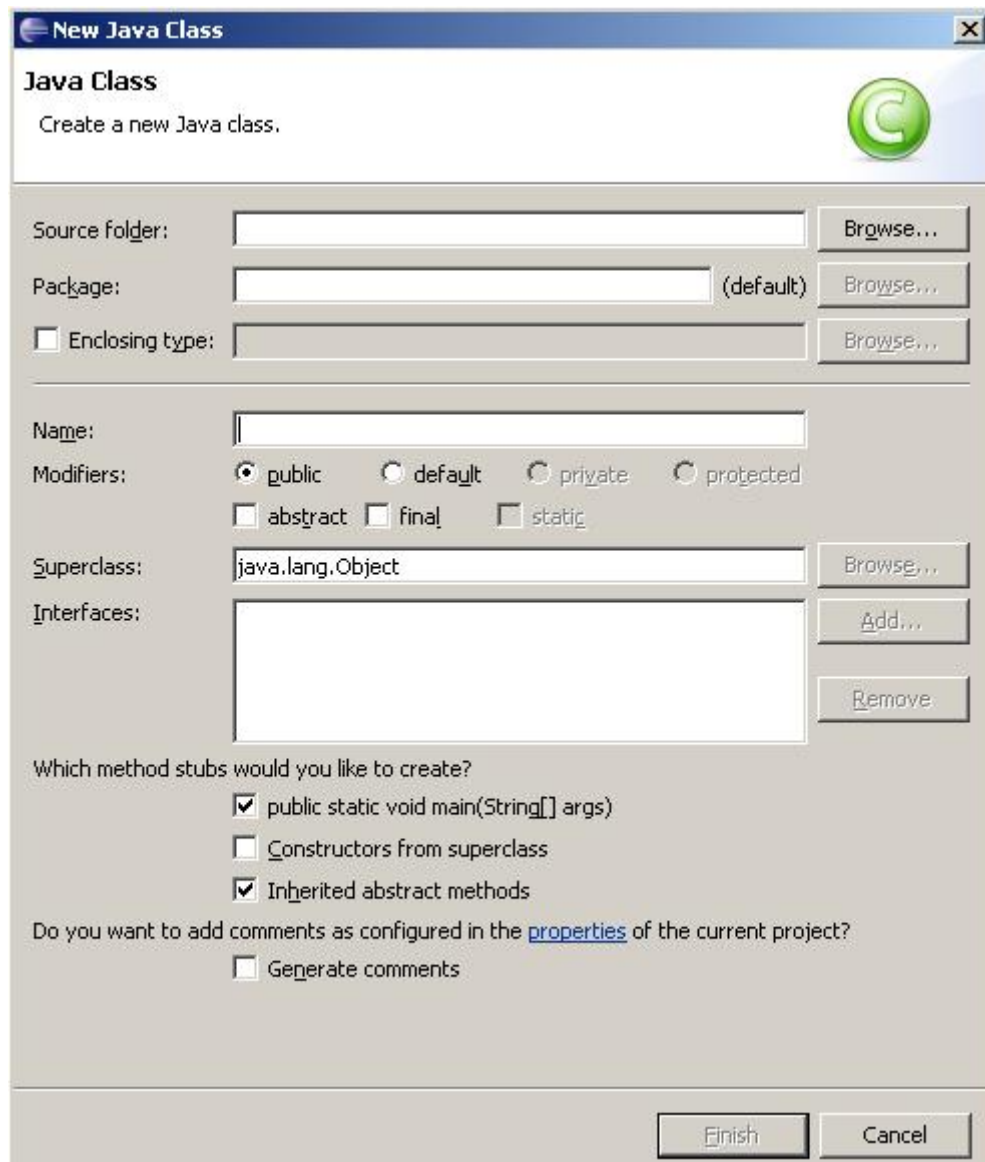 New Java Class
Java Class
Create a new Java class.
C
Source folder: Browse...
Package: (default) Browse...
Enclosing type: Browse...
Name:
Modifiers: public default private protected
abstract final static
Superclass: java.lang.Object Browse...
Interfaces: Add...
Remove
Which method stubs would you like to create?
public static void main(String[] args)
Constructors from superclass
Inherited abstract methods
Do you want to add comments as configured in the properties of the current project?
Generate comments
Finish Cancel